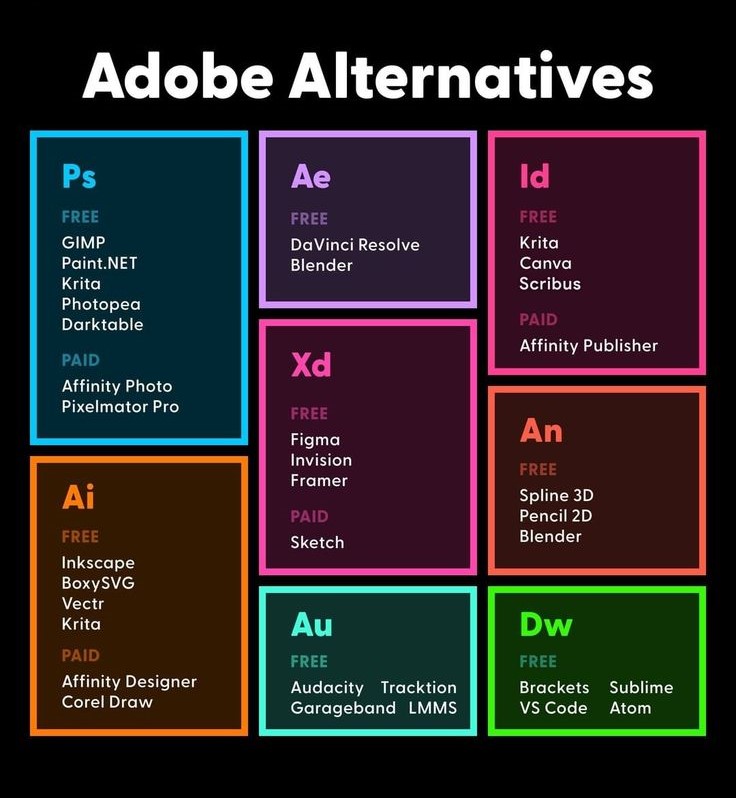 Adobe Alternatives
Ps
FREE
GIMP
Paint.NET
Krita
Photopea
Darktable
PAID
Affinity Photo
Pixelmator Pro
Ai
FREE
Inkscape
BoxySVG
Vectr
Krita
PAID
Affinity Designer
Corel Draw
Ae
FREE
DaVinci Resolve
Blender
Xd
FREE
Figma
Invision
Framer
PAID
Sketch
Au
FREE
Audacity Tracktion
Garageband LMMS
Id
FREE
Krita
Canva
Scribus
PAID
Affinity Publisher
An
FREE
Spline 3D
Pencil 2D
Blender
Dw
FREE
Brackets Sublime
VS Code Atom